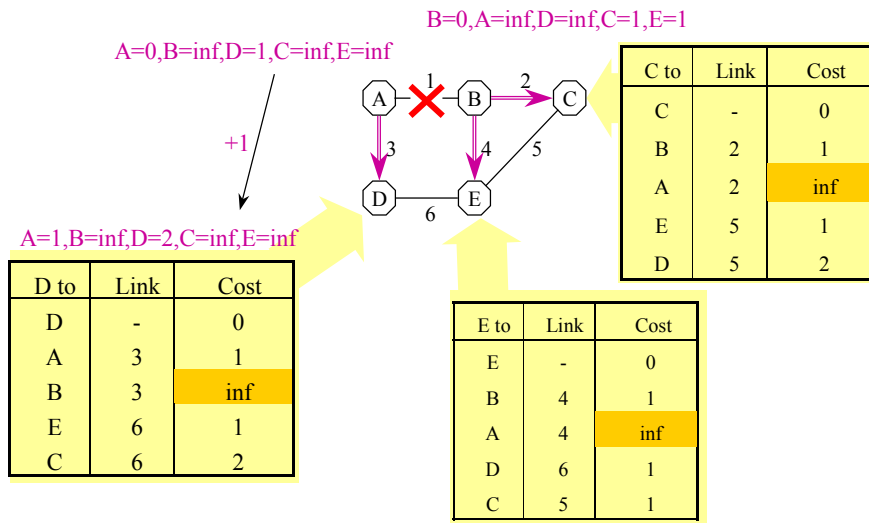 B=0,A=inf,D=inf,C=1,E=1
A=0,B=inf,D=1,C=inf,E=inf
1
2
A
B
C
+1
3
4
5
D
E
6
A=1,B=inf,D=2,C=inf,E=inf
C to Link Cost
C - 0
B 2 1
A 2 inf
E 5 1
D 5 2
D to Link Cost
D - 0
A 3 1
B 3 inf
E 6 1
C 6 2
E to Link Cost
E - 0
B 4 1
A 4 inf
D 6 1
C 5 1